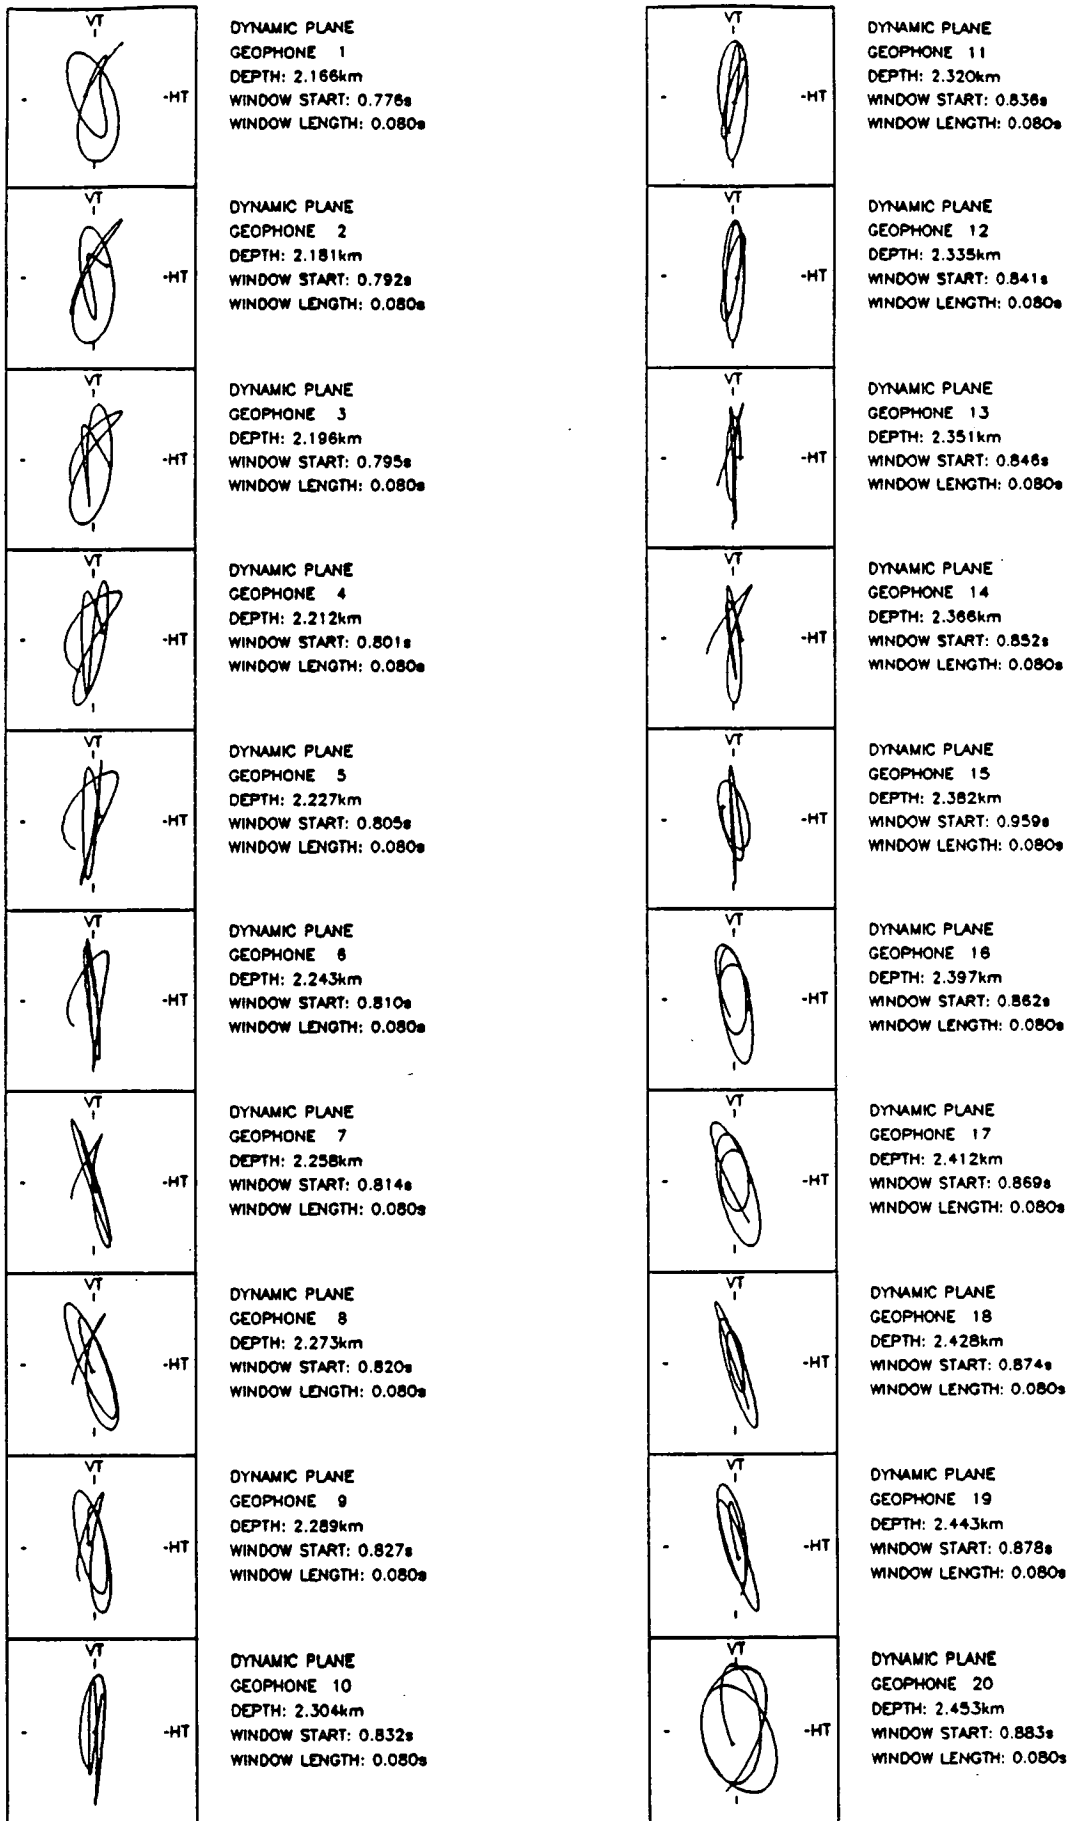 VT
-HT
DYNAMIC PLANE
GEOPHONE 1
DEPTH: 2.166km
WINDOW START: 0.776s
WINDOW LENGTH: 0.080s
VT
-HT
DYNAMIC PLANE
GEOPHONE 2
DEPTH: 2.181km
WINDOW START: 0.792s
WINDOW LENGTH: 0.080s
VT
-HT
DYNAMIC PLANE
GEOPHONE 3
DEPTH: 2.196km
WINDOW START: 0.795s
WINDOW LENGTH: 0.080s
VT
-HT
DYNAMIC PLANE
GEOPHONE 4
DEPTH: 2.212km
WINDOW START: 0.801s
WINDOW LENGTH: 0.080s
VT
-HT
DYNAMIC PLANE
GEOPHONE 5
DEPTH: 2.227km
WINDOW START: 0.805s
WINDOW LENGTH: 0.080s
VT
-HT
DYNAMIC PLANE
GEOPHONE 6
DEPTH: 2.243km
WINDOW START: 0.810s
WINDOW LENGTH: 0.080s
VT
-HT
DYNAMIC PLANE
GEOPHONE 7
DEPTH: 2.258km
WINDOW START: 0.814s
WINDOW LENGTH: 0.080s
VT
-HT
DYNAMIC PLANE
GEOPHONE 8
DEPTH: 2.273km
WINDOW START: 0.820s
WINDOW LENGTH: 0.080s
VT
-HT
DYNAMIC PLANE
GEOPHONE 9
DEPTH: 2.289km
WINDOW START: 0.827s
WINDOW LENGTH: 0.080s
VT
-HT
DYNAMIC PLANE
GEOPHONE 10
DEPTH: 2.304km
WINDOW START: 0.832s
WINDOW LENGTH: 0.080s
VT
-HT
DYNAMIC PLANE
GEOPHONE 11
DEPTH: 2.320km
WINDOW START: 0.836s
WINDOW LENGTH: 0.080s
VT
-HT
DYNAMIC PLANE
GEOPHONE 12
DEPTH: 2.335km
WINDOW START: 0.841s
WINDOW LENGTH: 0.080s
VT
-HT
DYNAMIC PLANE
GEOPHONE 13
DEPTH: 2.351km
WINDOW START: 0.846s
WINDOW LENGTH: 0.080s
VT
-HT
DYNAMIC PLANE
GEOPHONE 14
DEPTH: 2.366km
WINDOW START: 0.852s
WINDOW LENGTH: 0.080s
VT
-HT
DYNAMIC PLANE
GEOPHONE 15
DEPTH: 2.382km
WINDOW START: 0.959s
WINDOW LENGTH: 0.080s
VT
-HT
DYNAMIC PLANE
GEOPHONE 16
DEPTH: 2.397km
WINDOW START: 0.862s
WINDOW LENGTH: 0.080s
VT
-HT
DYNAMIC PLANE
GEOPHONE 17
DEPTH: 2.412km
WINDOW START: 0.869s
WINDOW LENGTH: 0.080s
VT
-HT
DYNAMIC PLANE
GEOPHONE 18
DEPTH: 2.428km
WINDOW START: 0.874s
WINDOW LENGTH: 0.080s
VT
-HT
DYNAMIC PLANE
GEOPHONE 19
DEPTH: 2.443km
WINDOW START: 0.878s
WINDOW LENGTH: 0.080s
VT
-HT
DYNAMIC PLANE
GEOPHONE 20
DEPTH: 2.453km
WINDOW START: 0.883s
WINDOW LENGTH: 0.080s